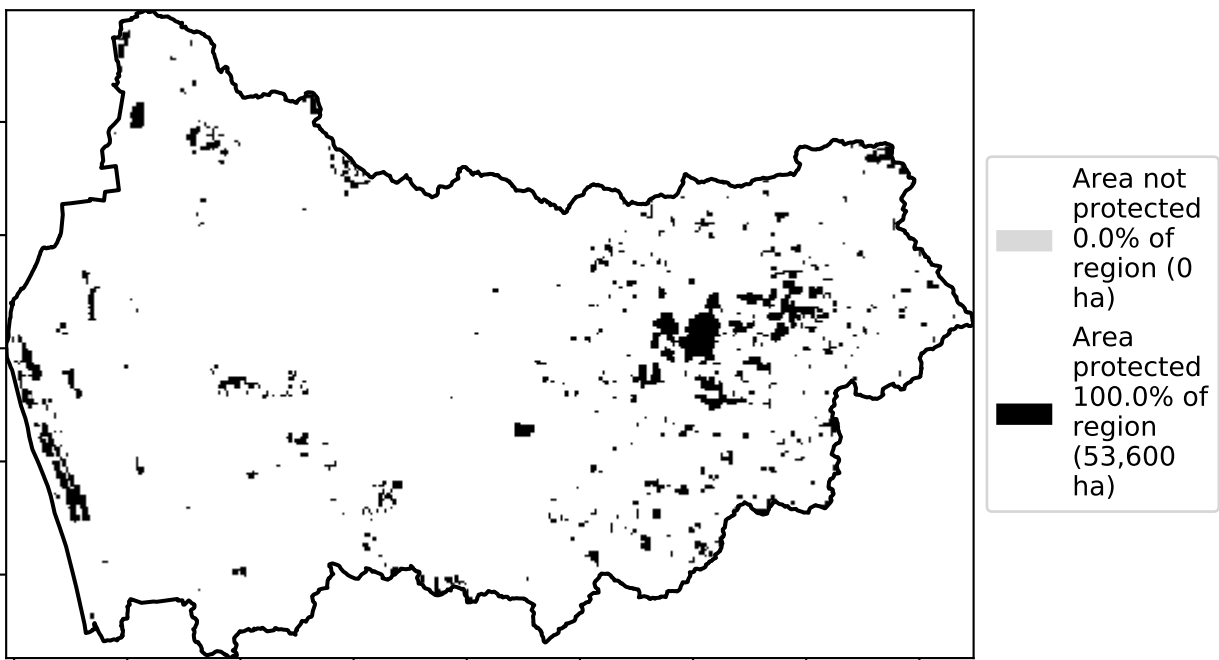 Area not
protected
0.0% of
region (0
ha)
Area
protected
100.0% of
region
(53,600
ha)